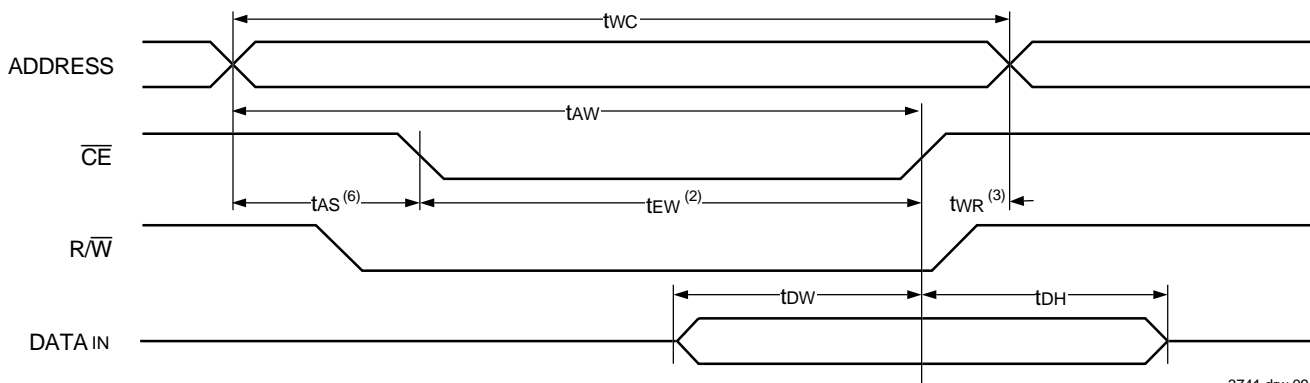 tWC
ADDRESS
tAW
CE
tAS (6)
tEW (2)
tWR (3)
R/W
tDW
tDH
DATA IN